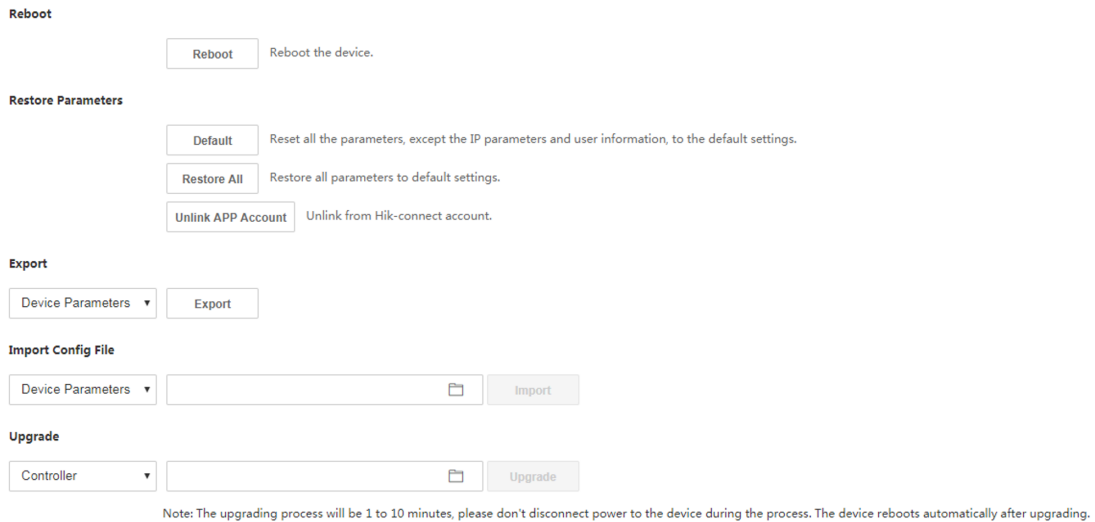 Reboot
Reboot Reboot the device.
Restore Parameters
Default Reset all the parameters, except the IP parameters and user information, to the default settings.
Restore All Restore all parameters to default settings.
Unlink APP Account Unlink from Hik-connect account.
Export
Device Parameters Export
Import Config File
Device Parameters Import
Upgrade
Controller Upgrade
Note: The upgrading process will be 1 to 10 minutes, please don't disconnect power to the device during the process. The device reboots automatically after upgrading.